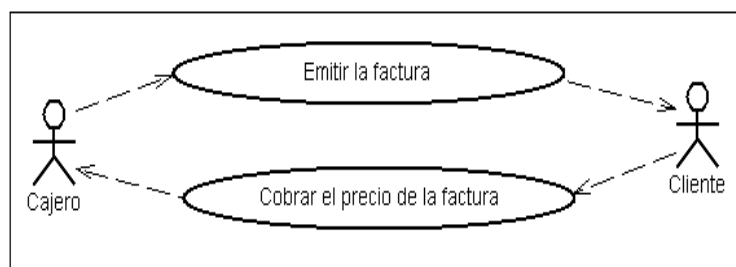 Emitir la factura
Cajero
Cobrar el precio de la factura
Cliente